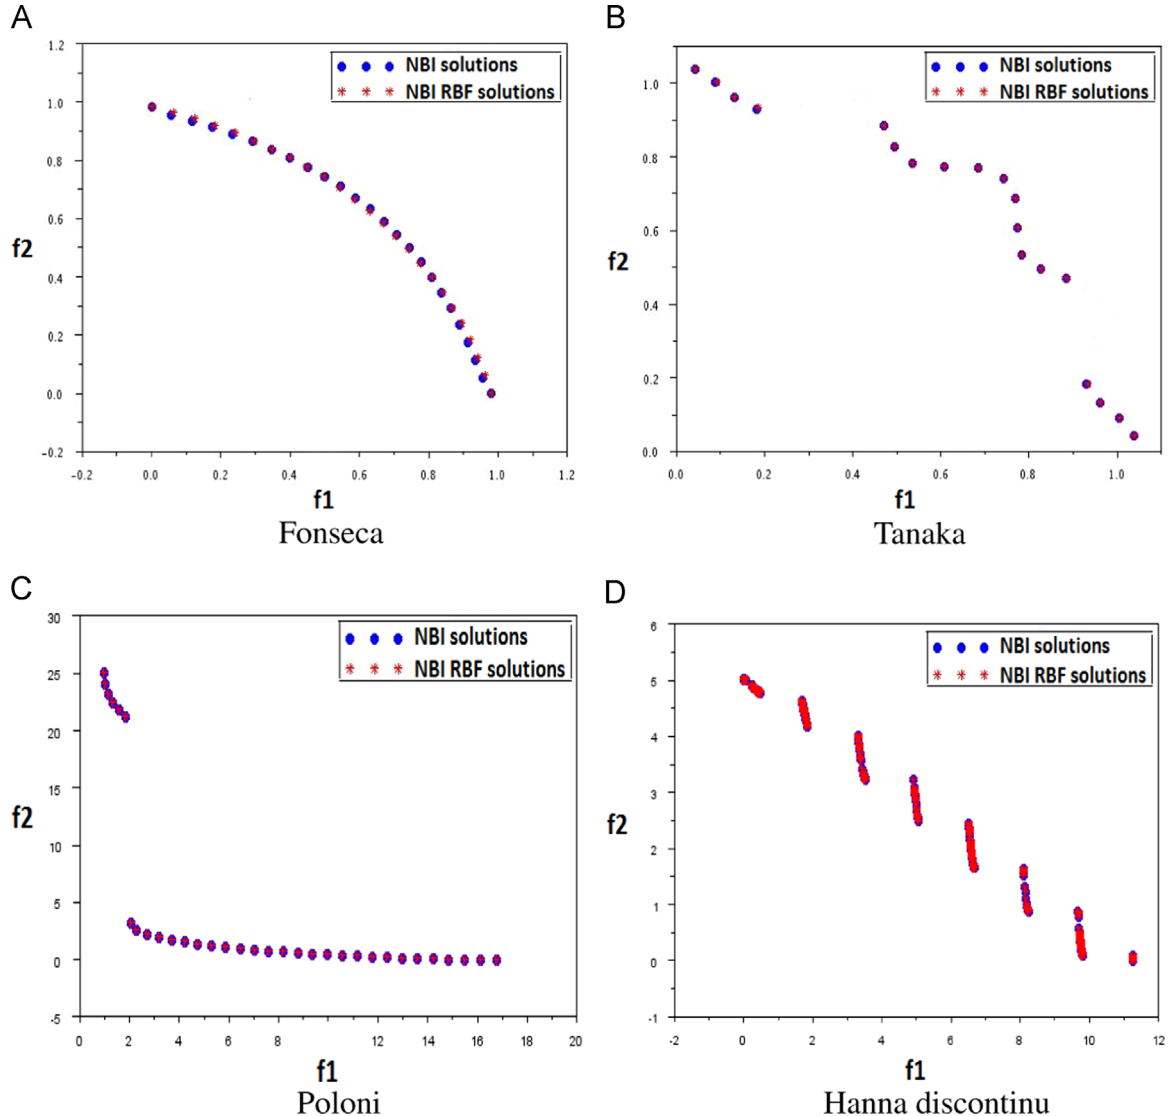 A
1.2
1.0
0.8
0.6
0.4
0.2
0.0
−0.2
f2
NBI solutions
NBI RBF solutions
−0.2 0.0 0.2 0.4 0.6 0.8 1.0 1.2
f1
Fonseca
B
1.0
0.8
0.6
0.4
0.2
0.0
f2
NBI solutions
NBI RBF solutions
0.0 0.2 0.4 0.6 0.8 1.0
f1
Tanaka
C
30
25
20
15
10
5
0
-5
f2
NBI solutions
NBI RBF solutions
0 2 4 6 8 10 12 14 16 18 20
f1
Poloni
D
6
5
4
3
2
1
0
-1
f2
NBI solutions
NBI RBF solutions
-2 0 2 4 6 8 10 12
f1
Hanna discontinu